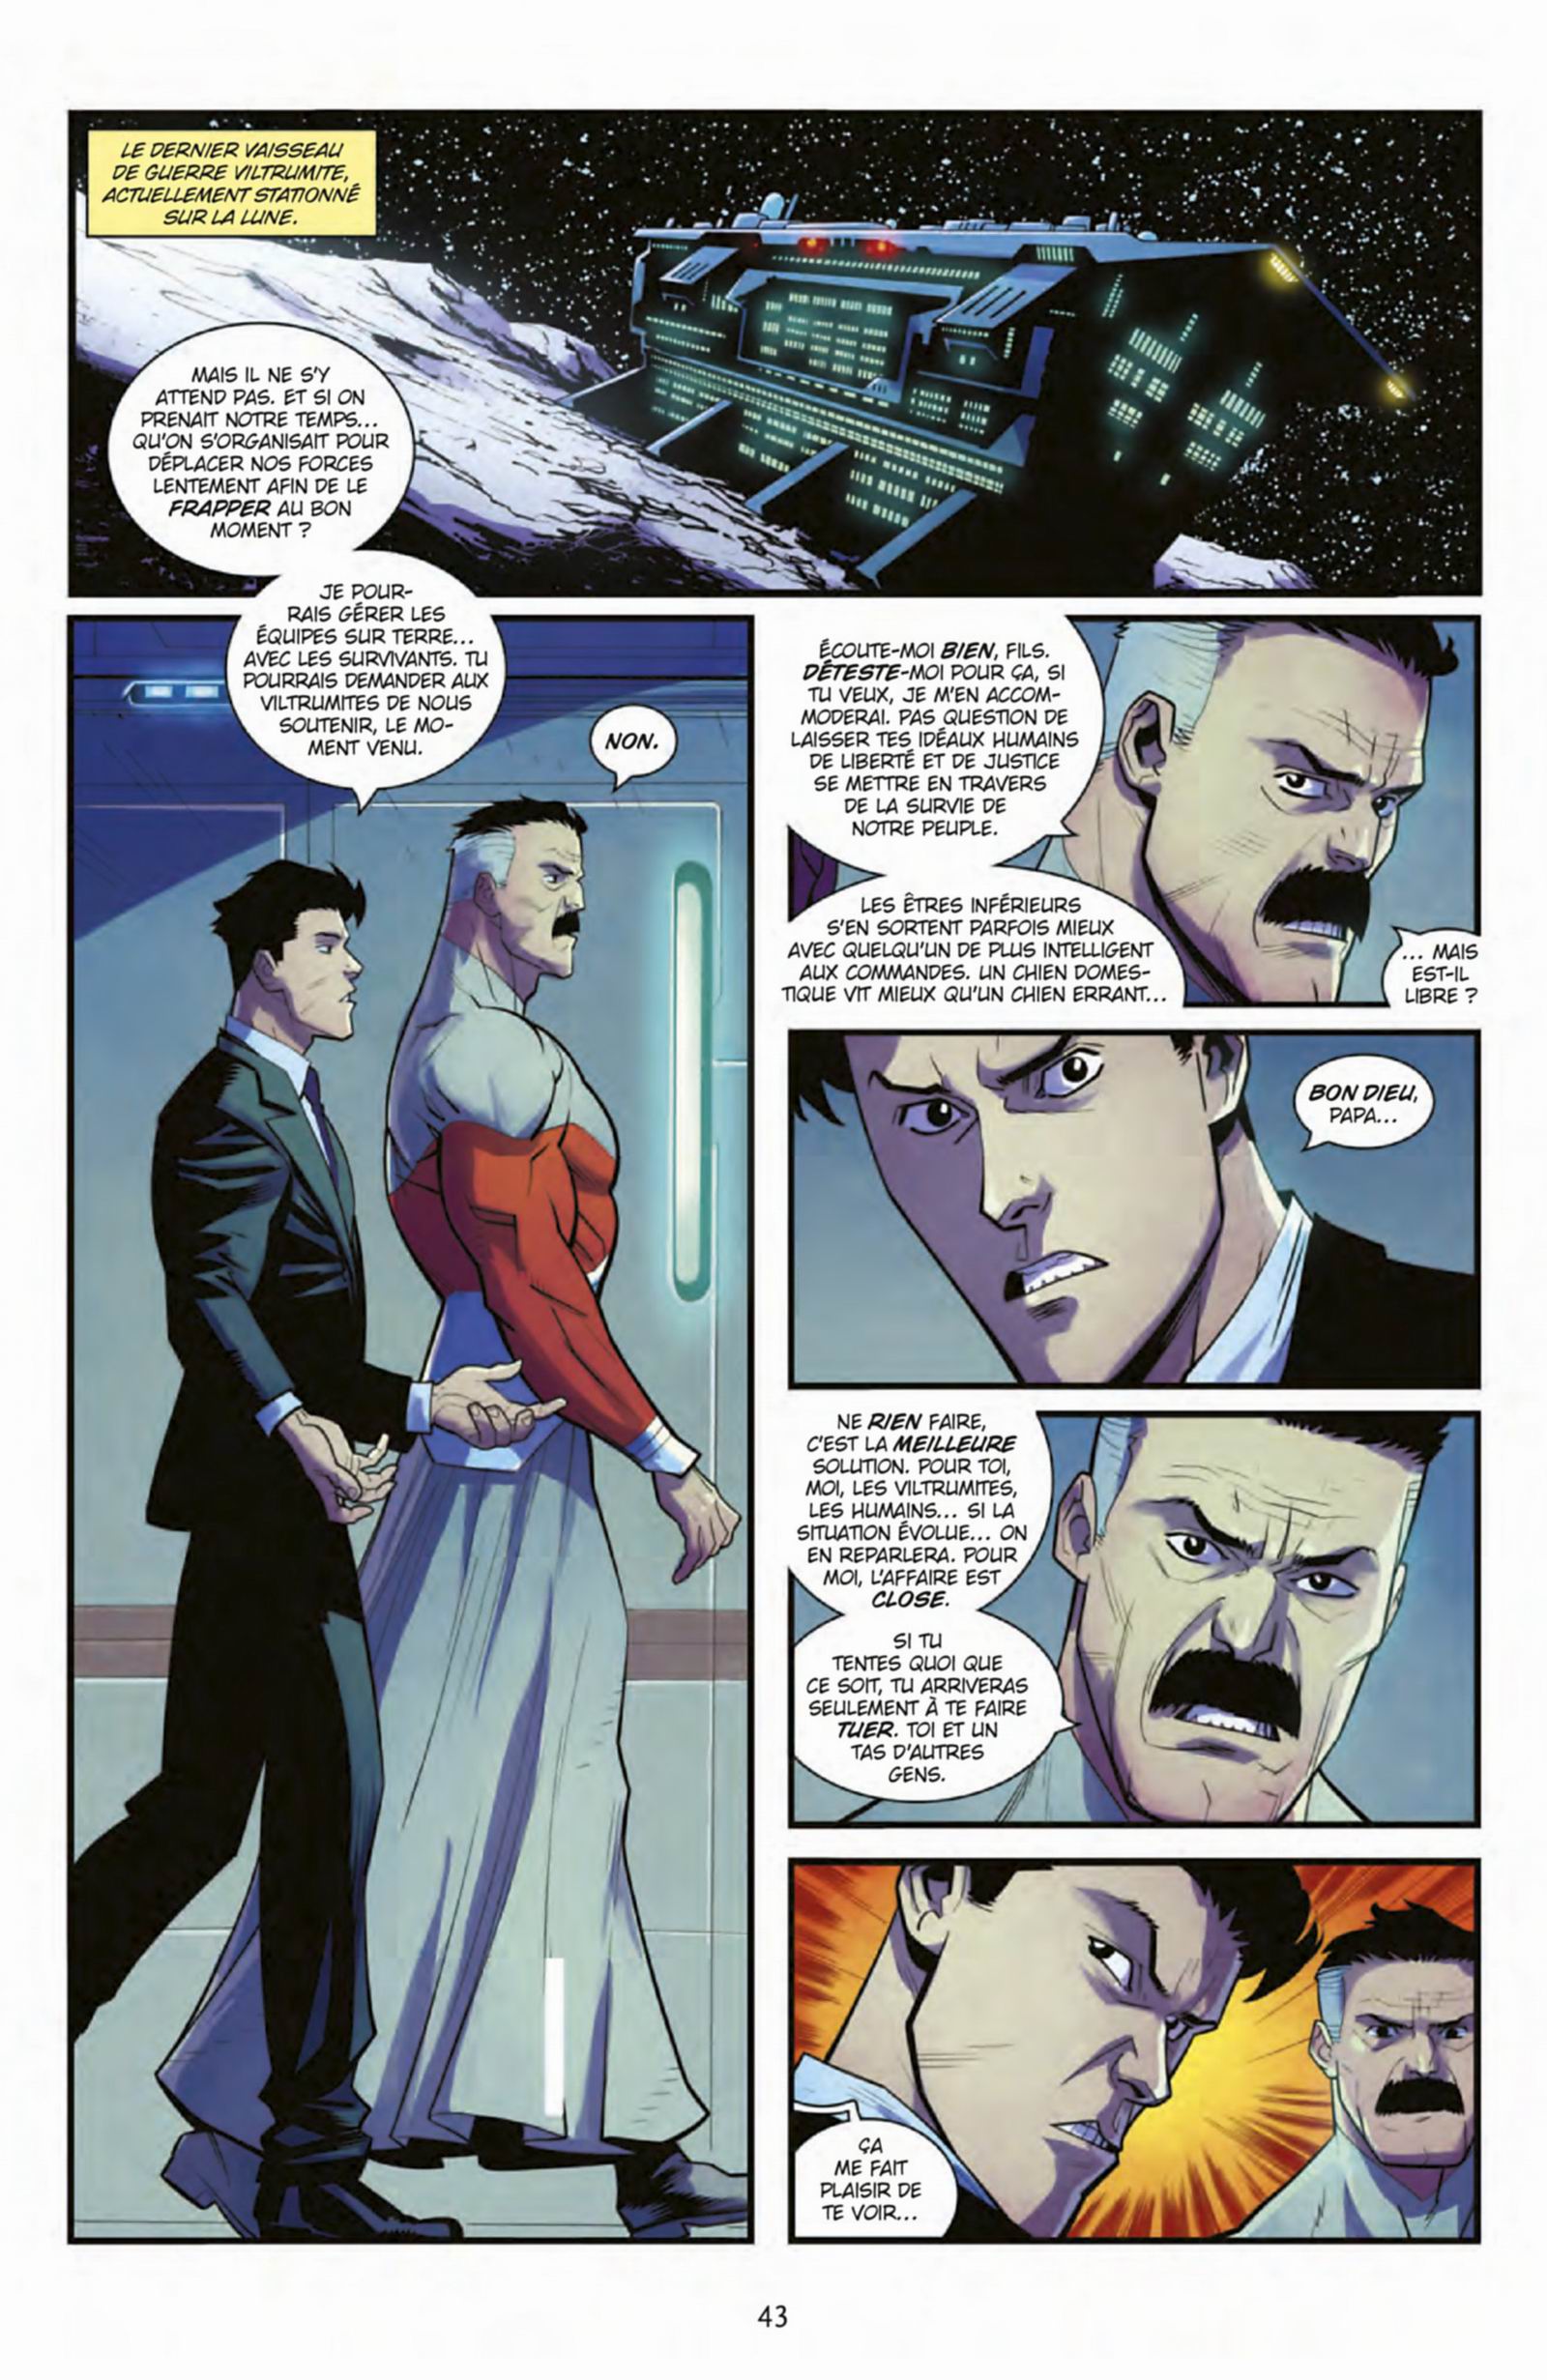 LE DERNIER VAISSEAU
DE GUERRE VILTRUMITE,
ACTUELLEMENT STATIONNÉ
SUR LA LUNE.
MAIS IL NE S'Y
ATTEND PAS. ET SI ON
PRENAIT NOTRE TEMPS...
QU'ON S'ORGANISAIT POUR
DÉPLACER NOS FORCES
LENTEMENT AFIN DE LE
FRAPPER AU BON
MOMENT ?
JE POUR-
RAIS GÉRER LES
ÉQUIPES SUR TERRE...
AVEC LES SURVIVANTS. TU
POURRAIS DEMANDER AUX
VILTRUMITES DE NOUS
SOUTENIR, LE MO-
MENT VENU.
NON.
ÉCOUTE-MOI BIEN, FILS.
DÉTESTE-MOI POUR ÇA, SI
TU VEUX, JE M'EN ACCOM-
MODERAI. PAS QUESTION DE
LAISSER TES IDÉAUX HUMAINS
DE LIBERTÉ ET DE JUSTICE
SE METTRE EN TRAVERS
DE LA SURVIE DE
NOTRE PEUPLE.
LES ÊTRES INFÉRIEURS
S'EN SORTENT PARFOIS MIEUX
AVEC QUELQU'UN DE PLUS INTELLIGENT
AUX COMMANDES. UN CHIEN DOMES-
TIQUE VIT MIEUX QU'UN CHIEN ERRANT...
... MAIS
EST-IL
LIBRE ?
BON DIEU,
PAPA...
NE RIEN FAIRE,
C'EST LA MEILLEURE
SOLUTION. POUR TOI,
MOI, LES VILTRUMITES,
LES HUMAINS... SI LA
SITUATION ÉVOLUE... ON
EN REPARLERA. POUR
MOI, L'AFFAIRE EST
CLOSE.
SI TU
TENTES QUOI QUE
CE SOIT, TU ARRIVERAS
SEULEMENT À TE FAIRE
TUER. TOI ET UN
TAS D'AUTRES
GENS.
ÇA
ME FAIT
PLAISIR DE
TE VOIR...
43